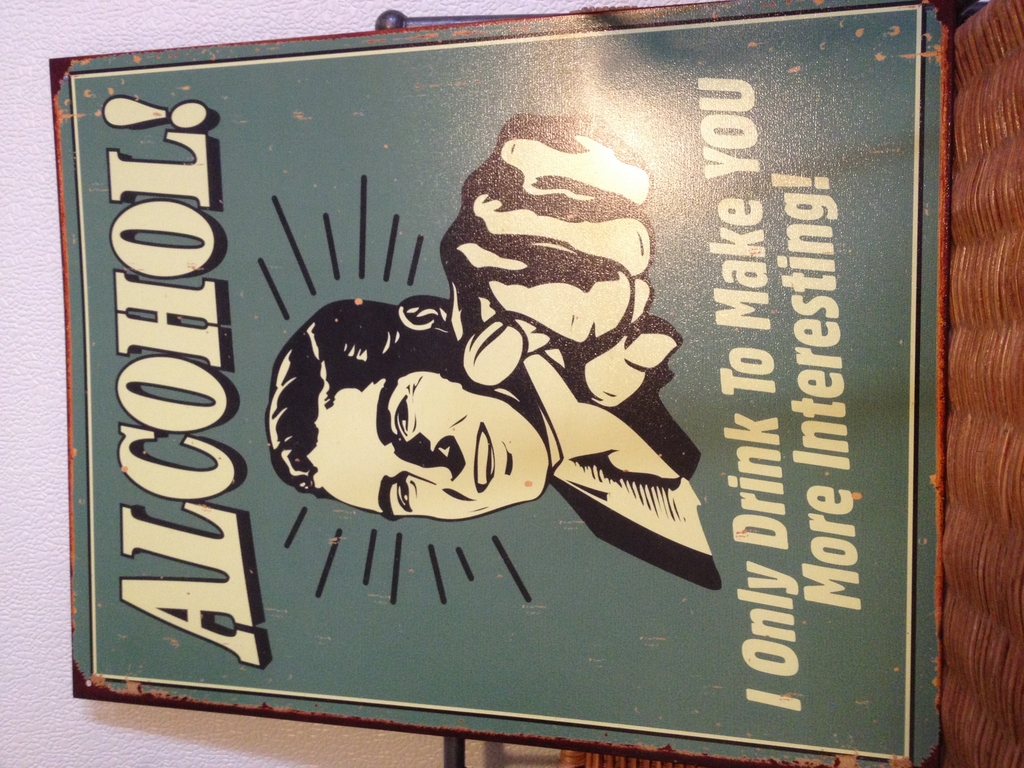 ALCOHOL!
I Only Drink To Make YOU
More Interesting!